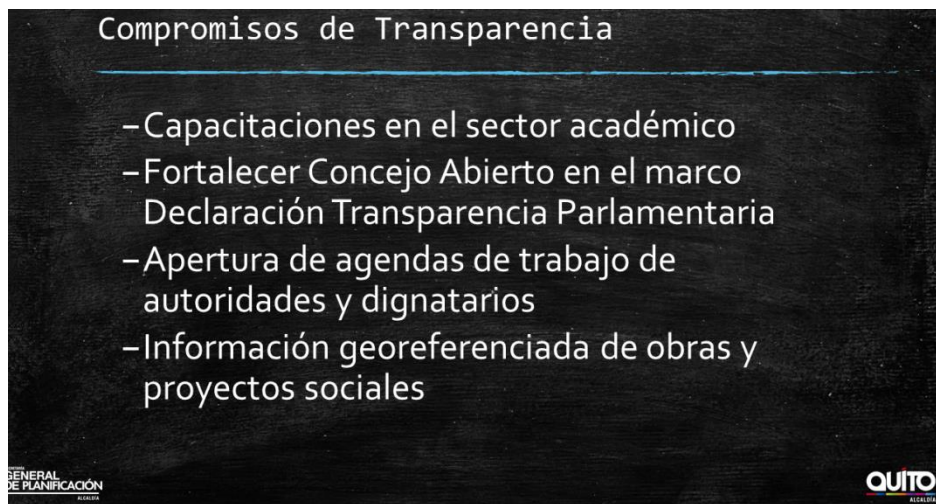 Compromisos de Transparencia
–Capacitaciones en el sector académico
–Fortalecer Concejo Abierto en el marco
Declaración Transparencia Parlamentaria
–Apertura de agendas de trabajo de
autoridades y dignatarios
–Información georeferenciada de obras y
proyectos sociales
GENERAL
DE PLANIFICACIÓN
ALCALDÍA
QUITO
ALCALDÍA